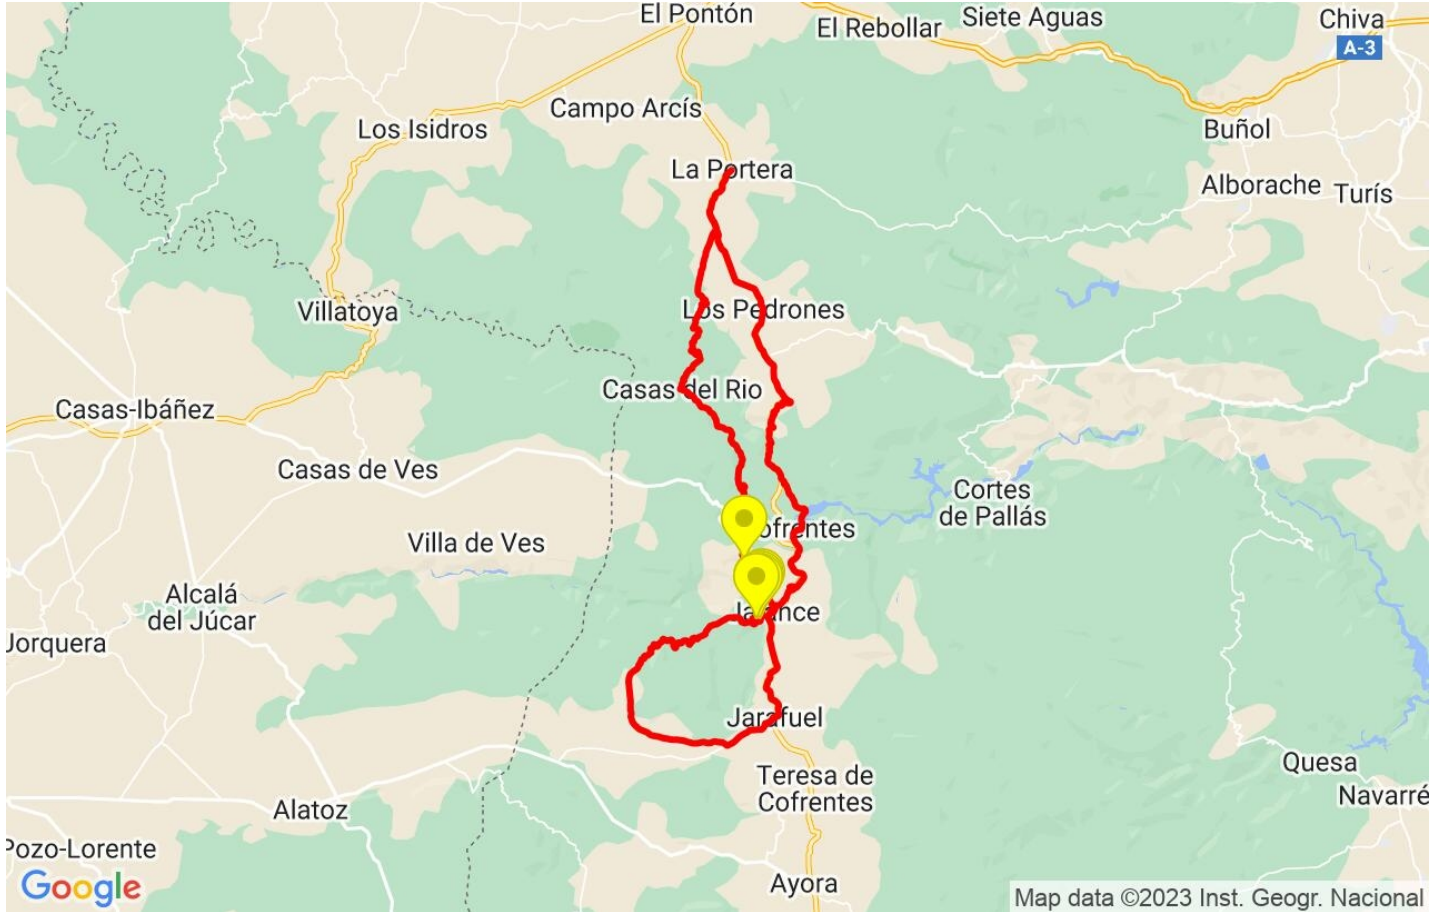 El Pontón
El Rebollar
Siete Aguas
Chiva
A-3
Campo Arcís
Los Isidros
Buñol
La Portera
Alborache
Turís
Villatoya
Los Pedrones
Casas del Rio
Casas-Ibáñez
Casas de Ves
Cortes
de Pallás
Cofrentes
Villa de Ves
Alcalá
del Júcar
Jalance
Jorquera
Jarafuel
Quesa
Teresa de
Cofrentes
Navarré
Alatoz
Pozo-Lorente
Ayora
Google
Map data ©2023 Inst. Geogr. Nacional